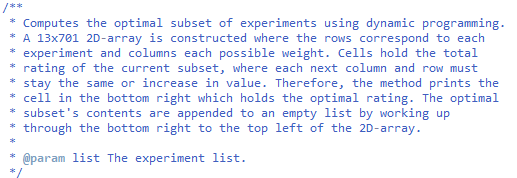 /**
 * Computes the optimal subset of experiments using dynamic programming.
 * A 13x701 2D-array is constructed where the rows correspond to each
 * experiment and columns each possible weight. Cells hold the total
 * rating of the current subset, where each next column and row must
 * stay the same or increase in value. Therefore, the method prints the
 * cell in the bottom right which holds the optimal rating. The optimal
 * subset's contents are appended to an empty list by working up
 * through the bottom right to the top left of the 2D-array.
 *
 * @param list The experiment list.
 */